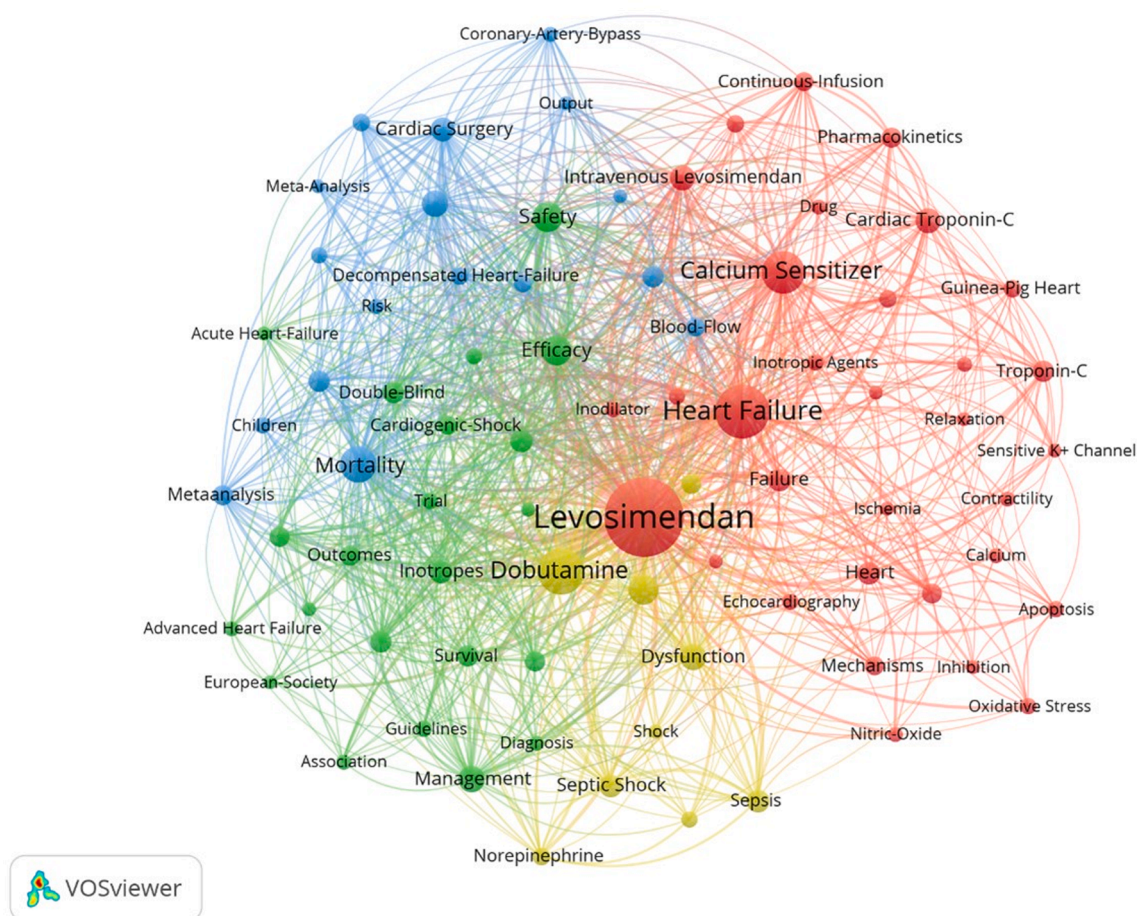 Coronary-Artery-Bypass
Continuous-Infusion
Output
Cardiac Surgery
Pharmacokinetics
Intravenous Levosimendan
Meta-Analysis
Drug
Safety
Cardiac Troponin-C
Calcium Sensitizer
Decompensated Heart-Failure
Guinea-Pig Heart
Risk
Blood-Flow
Acute Heart-Failure
Efficacy
Inotropic Agents
Troponin-C
Double-Blind
Inodilator
Heart Failure
Relaxation
Children
Cardiogenic-Shock
Sensitive K+ Channel
Mortality
Failure
Metaanalysis
Trial
Contractility
Ischemia
Levosimendan
Outcomes
Calcium
Inotropes
Dobutamine
Heart
Echocardiography
Apoptosis
Advanced Heart Failure
Survival
Dysfunction
Mechanisms
Inhibition
European-Society
Oxidative Stress
Guidelines
Shock
Nitric-Oxide
Diagnosis
Association
Management
Septic Shock
Sepsis
Norepinephrine
VOSviewer